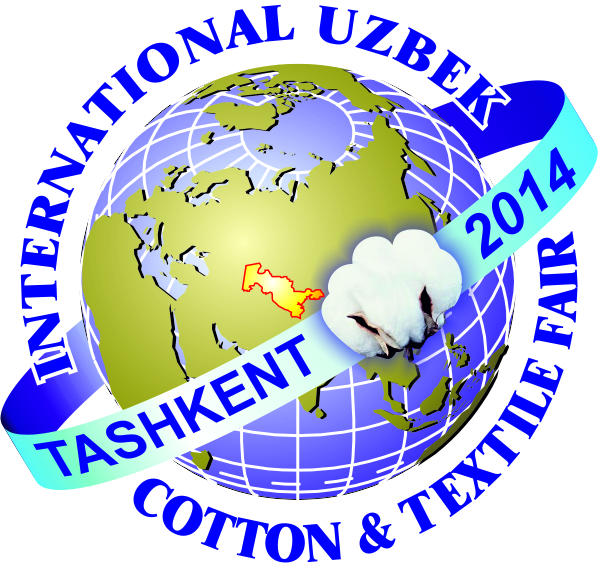 INTERNATIONAL UZBEK
COTTON & TEXTILE FAIR
TASHKENT 2014